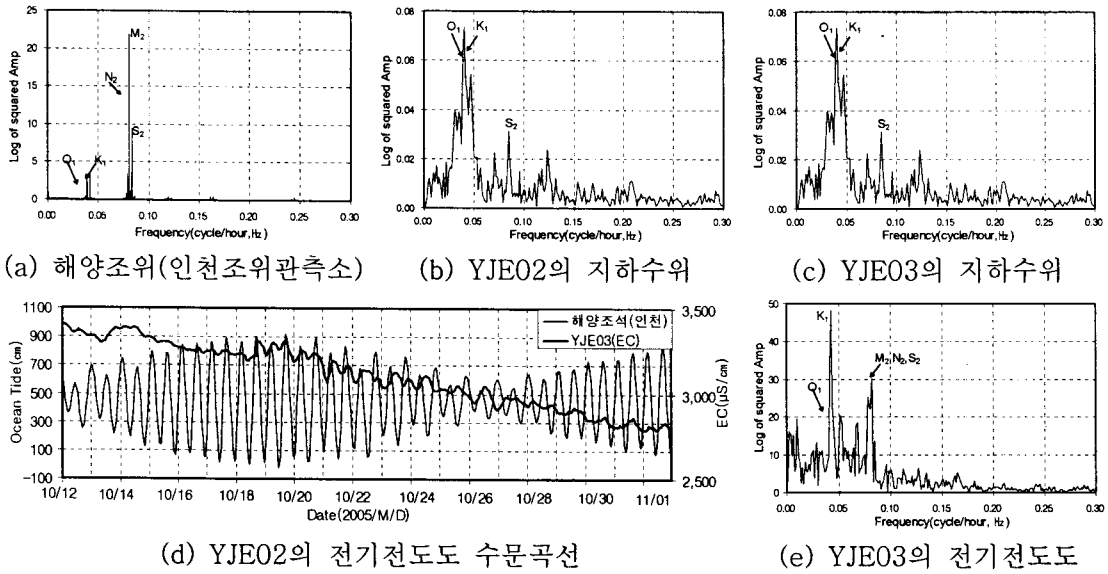 25
20
15
10
5
0
Log of squared Amp
M₂
N₂
S₂
O₁
K₁
0.00 0.05 0.10 0.15 0.20 0.25 0.30
Frequency(cycle/hour,Hz)
(a) 해양조위(인천조위관측소)
0.08
0.06
0.04
0.02
0.00
Log of squared Amp
O₁ K₁
S₂
0.00 0.05 0.10 0.15 0.20 0.25 0.30
Frequency(cycle/hour,Hz)
(b) YJE02의 지하수위
0.08
0.06
0.04
0.02
0.00
Log of squared Amp
O₁ K₁
S₂
0.00 0.05 0.10 0.15 0.20 0.25 0.30
Frequency(cycle/hour,Hz)
(c) YJE03의 지하수위
1100
900
700
500
300
100
-100
Ocean Tide(cm)
해양조석(인천)
YJE03(EC)
3,500
3,000
2,500
EC(μS/cm)
10/12 10/14 10/16 10/18 10/20 10/22 10/24 10/26 10/28 10/30 11/01
Date(2005/M/D)
(d) YJE02의 전기전도도 수문곡선
50
40
30
20
10
0
Log of squared Amp
K₁
M₂,N₂,S₂
O₁
0.00 0.05 0.10 0.15 0.20 0.25 0.30
Frequency(cycle/hour, Hz)
(e) YJE03의 전기전도도